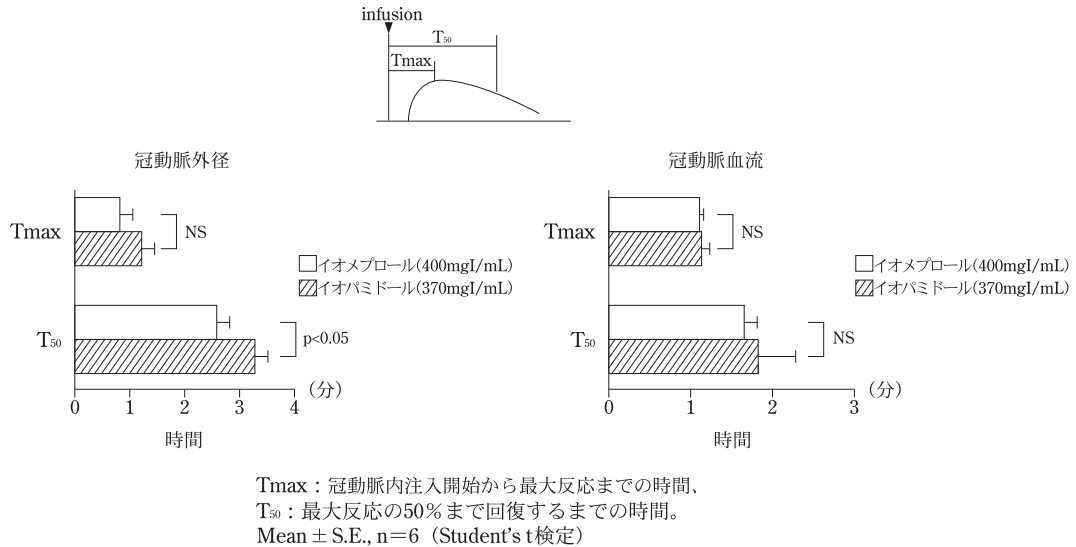 infusion
T₅₀
Tmax
冠動脈外径
Tmax
NS
イオメプロール(400mgI/mL)
イオパミドール(370mgI/mL)
T₅₀
p<0.05
0 1 2 3 4 (分)
時間
冠動脈血流
Tmax
NS
イオメプロール(400mgI/mL)
イオパミドール(370mgI/mL)
T₅₀
NS
0 1 2 3 (分)
時間
Tmax：冠動脈内注入開始から最大反応までの時間、
T₅₀：最大反応の50％まで回復するまでの時間。
Mean ± S.E., n＝6（Student's t検定）